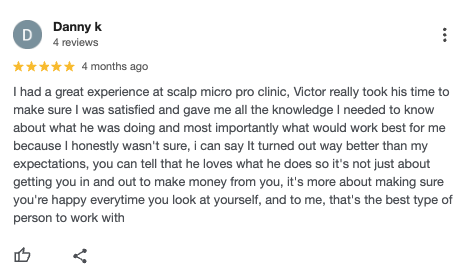 D
Danny k
4 reviews
4 months ago
I had a great experience at scalp micro pro clinic, Victor really took his time to
make sure I was satisfied and gave me all the knowledge I needed to know
about what he was doing and most importantly what would work best for me
because I honestly wasn't sure, i can say It turned out way better than my
expectations, you can tell that he loves what he does so it's not just about
getting you in and out to make money from you, it's more about making sure
you're happy everytime you look at yourself, and to me, that's the best type of
person to work with